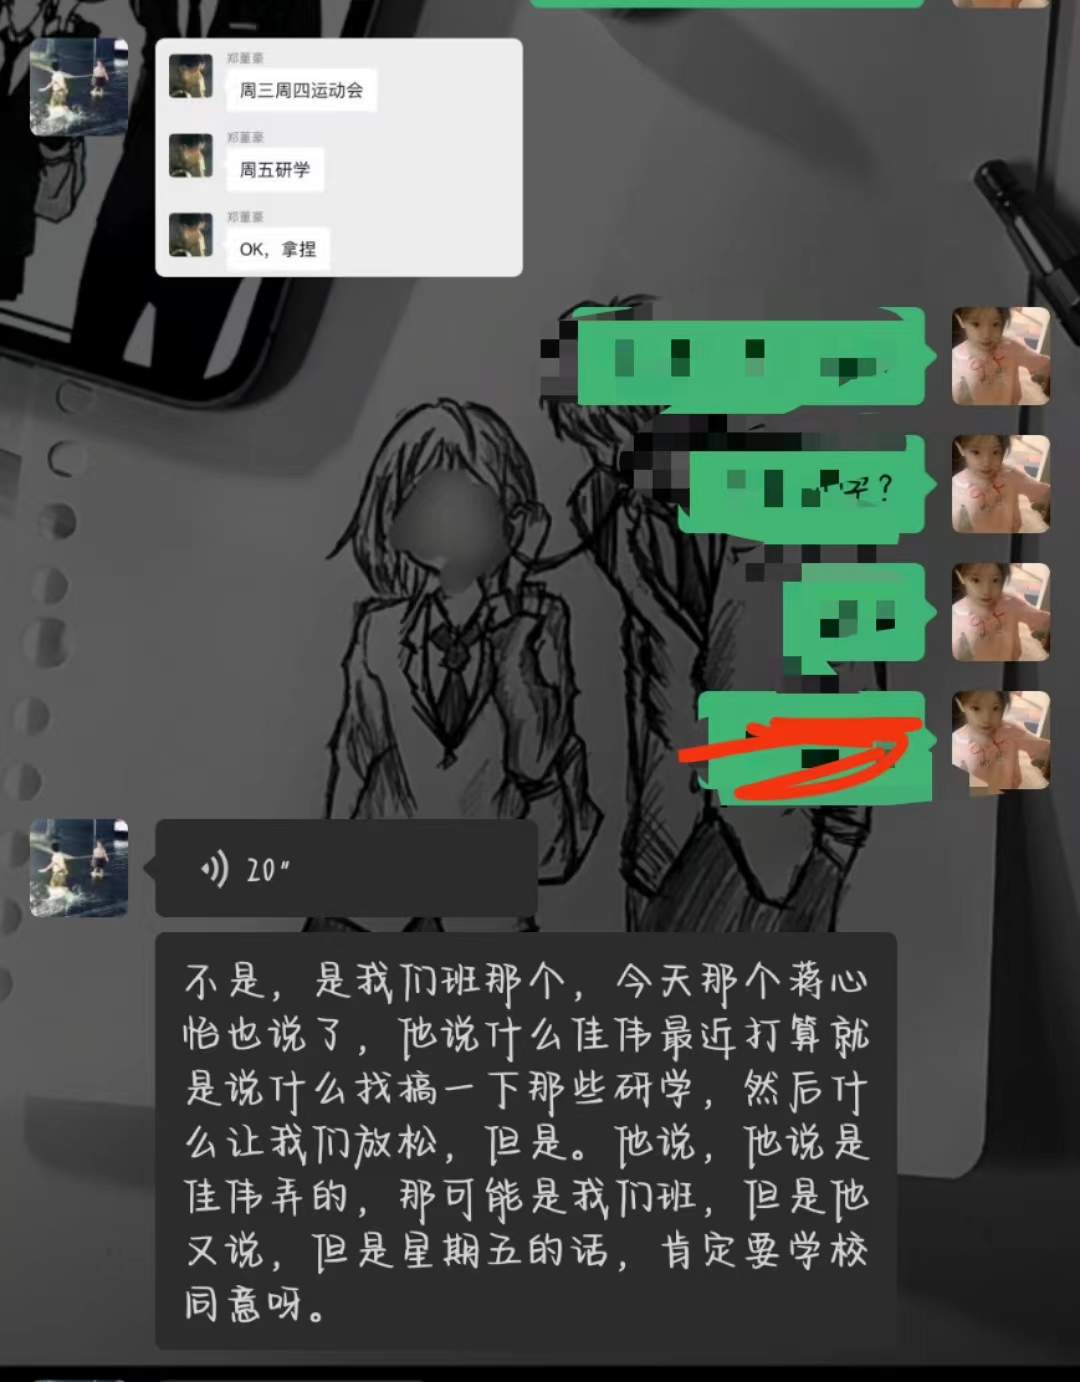 郑董豪
周三周四运动会
郑董豪
周五研学
郑董豪
OK，拿捏
?
20"
不是，是我们班那个，今天那个蒋心
怡也说了，他说什么佳伟最近打算就
是说什么找搞一下那些研学，然后什
么让我们放松，但是。他说，他说是
佳伟弄的，那可能是我们班，但是他
又说，但是星期五的话，肯定要学校
同意呀。